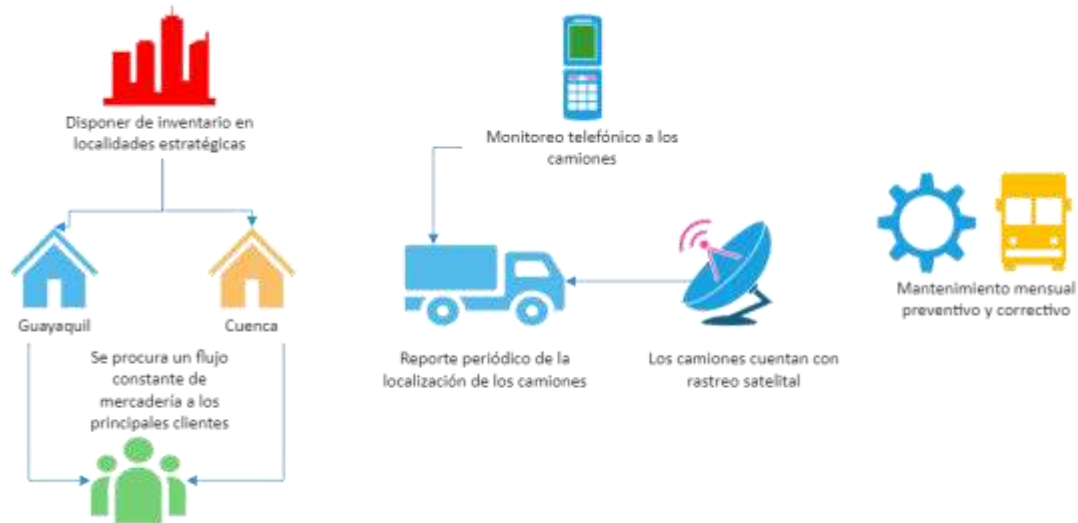 Disponer de inventario en
localidades estratégicas
Guayaquil
Cuenca
Se procura un flujo
constante de
mercadería a los
principales clientes
Monitoreo telefónico a los
camiones
Reporte periódico de la
localización de los camiones
Los camiones cuentan con
rastreo satelital
Mantenimiento mensual
preventivo y correctivo